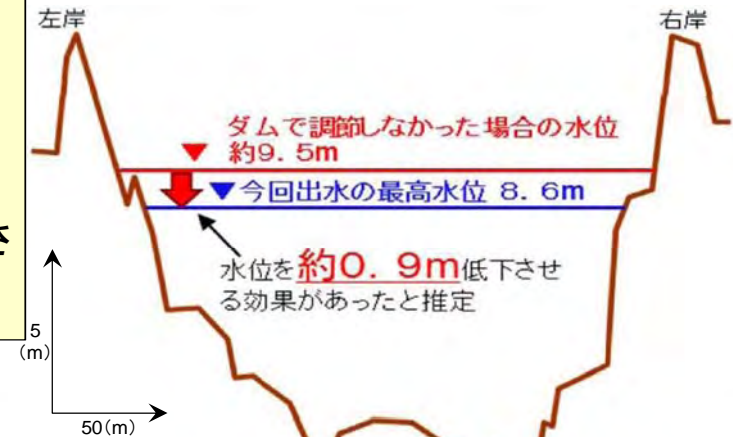 左岸
右岸
ダムで調節しなかった場合の水位
約9.5m
今回出水の最高水位 8.6m
水位を約0.9m低下させ
る効果があったと推定
さ
5
(m)
50(m)